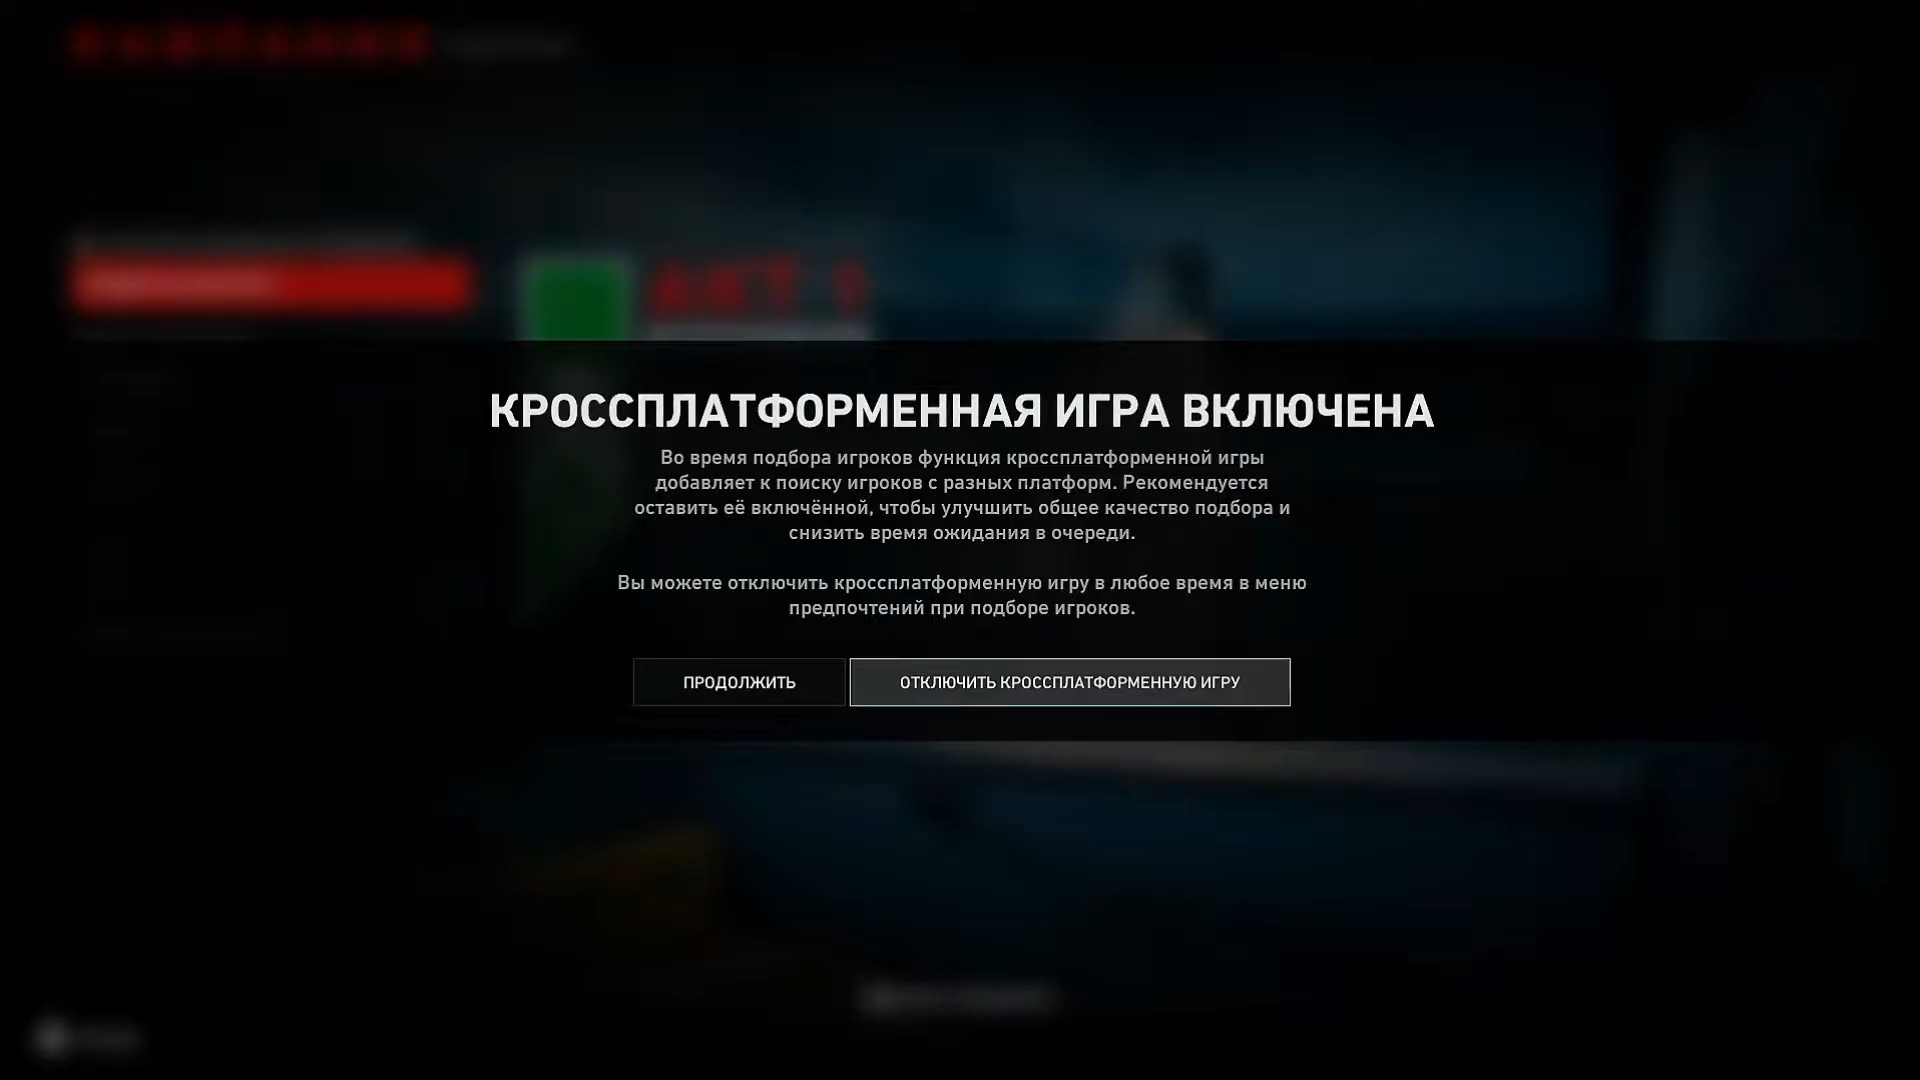 АКТ 1
КРОССПЛАТФОРМЕННАЯ ИГРА ВКЛЮЧЕНА
Во время подбора игроков функция кроссплатформенной игры
добавляет к поиску игроков с разных платформ. Рекомендуется
оставить её включённой, чтобы улучшить общее качество подбора и
снизить время ожидания в очереди.
Вы можете отключить кроссплатформенную игру в любое время в меню
предпочтений при подборе игроков.
ПРОДОЛЖИТЬ
ОТКЛЮЧИТЬ КРОССПЛАТФОРМЕННУЮ ИГРУ